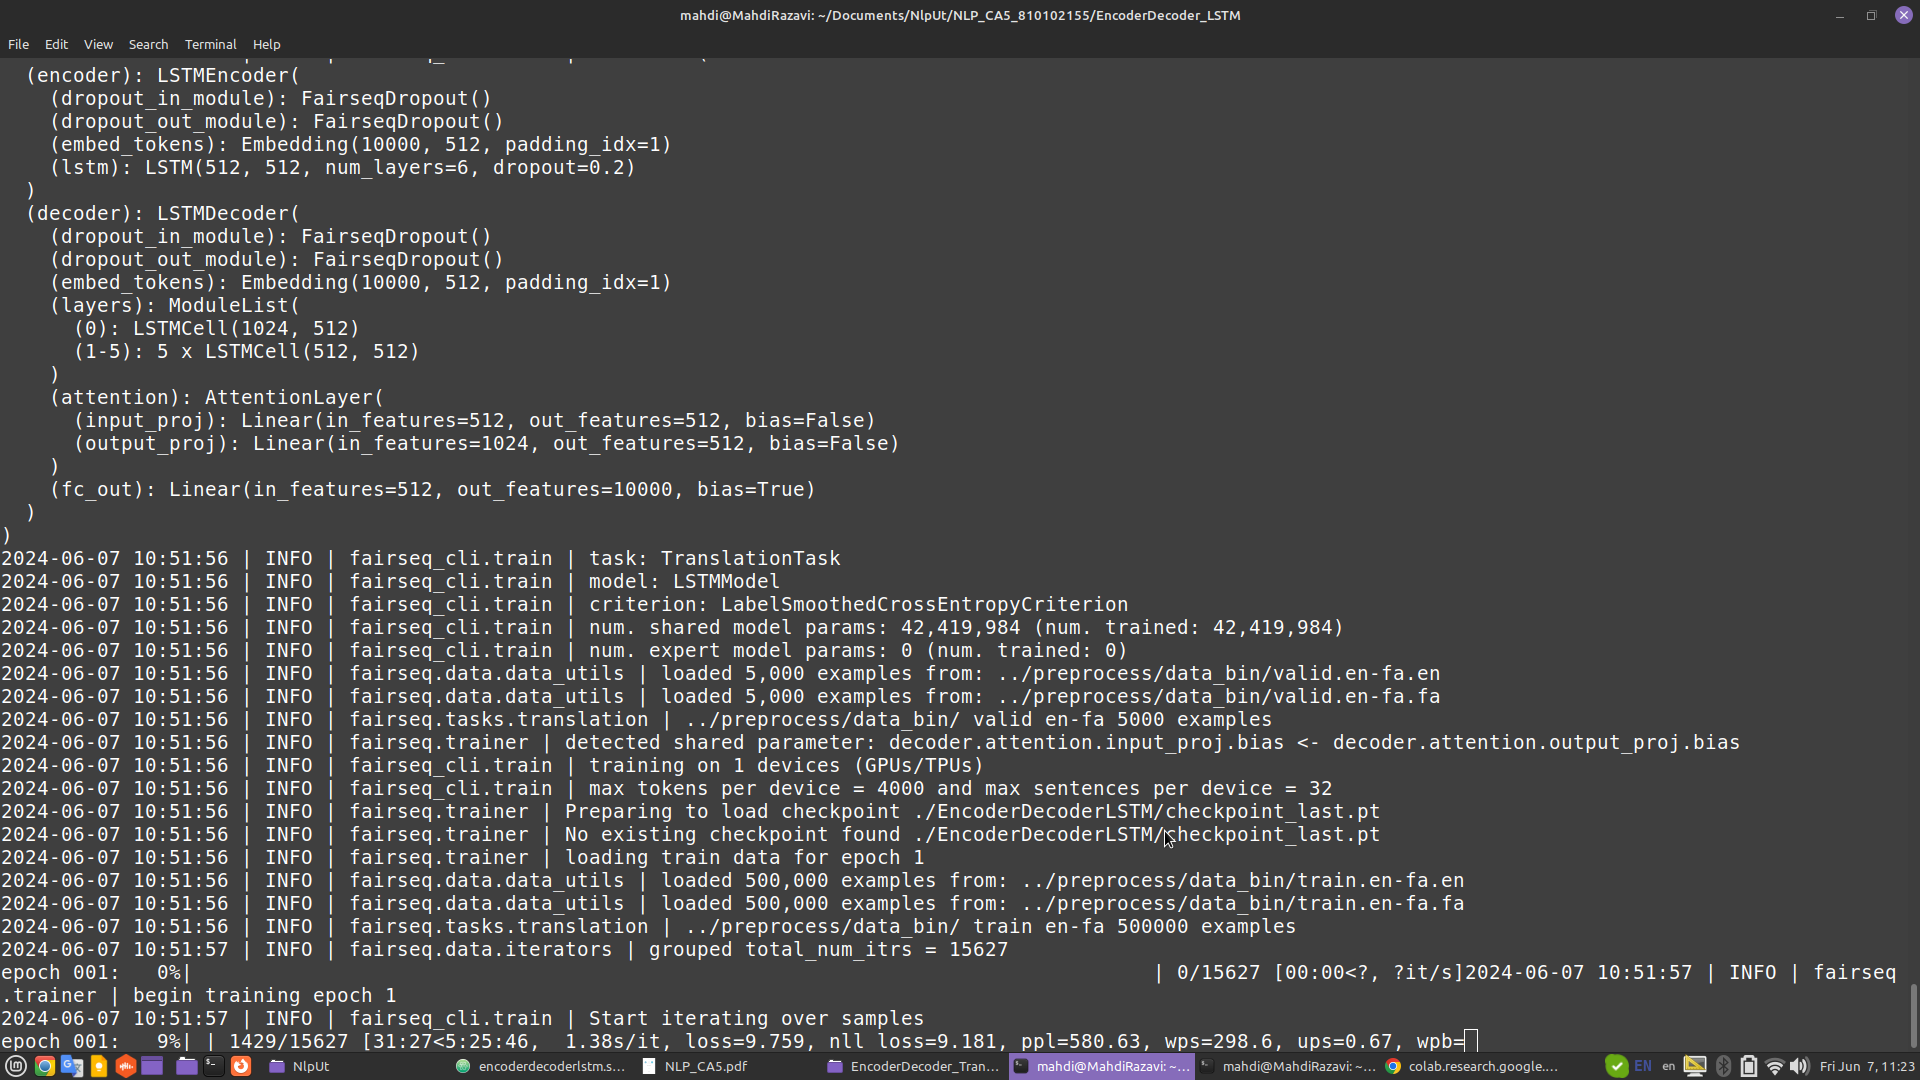 mahdi@MahdiRazavi: ~/Documents/NlpUt/NLP_CA5_810102155/EncoderDecoder_LSTM
File Edit View Search Terminal Help
(encoder): LSTMEncoder(
(dropout_in_module): FairseqDropout()
(dropout_out_module): FairseqDropout()
(embed_tokens): Embedding(10000, 512, padding_idx=1)
(lstm): LSTM(512, 512, num_layers=6, dropout=0.2)
)
(decoder): LSTMDecoder(
(dropout_in_module): FairseqDropout()
(dropout_out_module): FairseqDropout()
(embed_tokens): Embedding(10000, 512, padding_idx=1)
(layers): ModuleList(
(0): LSTMCell(1024, 512)
(1-5): 5 x LSTMCell(512, 512)
)
(attention): AttentionLayer(
(input_proj): Linear(in_features=512, out_features=512, bias=False)
(output_proj): Linear(in_features=1024, out_features=512, bias=False)
)
(fc_out): Linear(in_features=512, out_features=10000, bias=True)
)
)
2024-06-07 10:51:56 | INFO | fairseq_cli.train | task: TranslationTask
2024-06-07 10:51:56 | INFO | fairseq_cli.train | model: LSTMModel
2024-06-07 10:51:56 | INFO | fairseq_cli.train | criterion: LabelSmoothedCrossEntropyCriterion
2024-06-07 10:51:56 | INFO | fairseq_cli.train | num. shared model params: 42,419,984 (num. trained: 42,419,984)
2024-06-07 10:51:56 | INFO | fairseq_cli.train | num. expert model params: 0 (num. trained: 0)
2024-06-07 10:51:56 | INFO | fairseq.data.data_utils | loaded 5,000 examples from: ../preprocess/data_bin/valid.en-fa.en
2024-06-07 10:51:56 | INFO | fairseq.data.data_utils | loaded 5,000 examples from: ../preprocess/data_bin/valid.en-fa.fa
2024-06-07 10:51:56 | INFO | fairseq.tasks.translation | ../preprocess/data_bin/ valid en-fa 5000 examples
2024-06-07 10:51:56 | INFO | fairseq.trainer | detected shared parameter: decoder.attention.input_proj.bias <- decoder.attention.output_proj.bias
2024-06-07 10:51:56 | INFO | fairseq_cli.train | training on 1 devices (GPUs/TPUs)
2024-06-07 10:51:56 | INFO | fairseq_cli.train | max tokens per device = 4000 and max sentences per device = 32
2024-06-07 10:51:56 | INFO | fairseq.trainer | Preparing to load checkpoint ./EncoderDecoderLSTM/checkpoint_last.pt
2024-06-07 10:51:56 | INFO | fairseq.trainer | No existing checkpoint found ./EncoderDecoderLSTM/checkpoint_last.pt
2024-06-07 10:51:56 | INFO | fairseq.trainer | loading train data for epoch 1
2024-06-07 10:51:56 | INFO | fairseq.data.data_utils | loaded 500,000 examples from: ../preprocess/data_bin/train.en-fa.en
2024-06-07 10:51:56 | INFO | fairseq.data.data_utils | loaded 500,000 examples from: ../preprocess/data_bin/train.en-fa.fa
2024-06-07 10:51:56 | INFO | fairseq.tasks.translation | ../preprocess/data_bin/ train en-fa 500000 examples
2024-06-07 10:51:57 | INFO | fairseq.data.iterators | grouped total_num_itrs = 15627
epoch 001:   0%| | 0/15627 [00:00<?, ?it/s]2024-06-07 10:51:57 | INFO | fairseq
.trainer | begin training epoch 1
2024-06-07 10:51:57 | INFO | fairseq_cli.train | Start iterating over samples
epoch 001:   9%| | 1429/15627 [31:27<5:25:46,  1.38s/it, loss=9.759, nll_loss=9.181, ppl=580.63, wps=298.6, ups=0.67, wpb=
NlpUt encoderdecoderlstm.s... NLP_CA5.pdf EncoderDecoder_Tran... mahdi@MahdiRazavi: ~... mahdi@MahdiRazavi: ~... colab.research.google.... EN en Fri Jun 7, 11:23